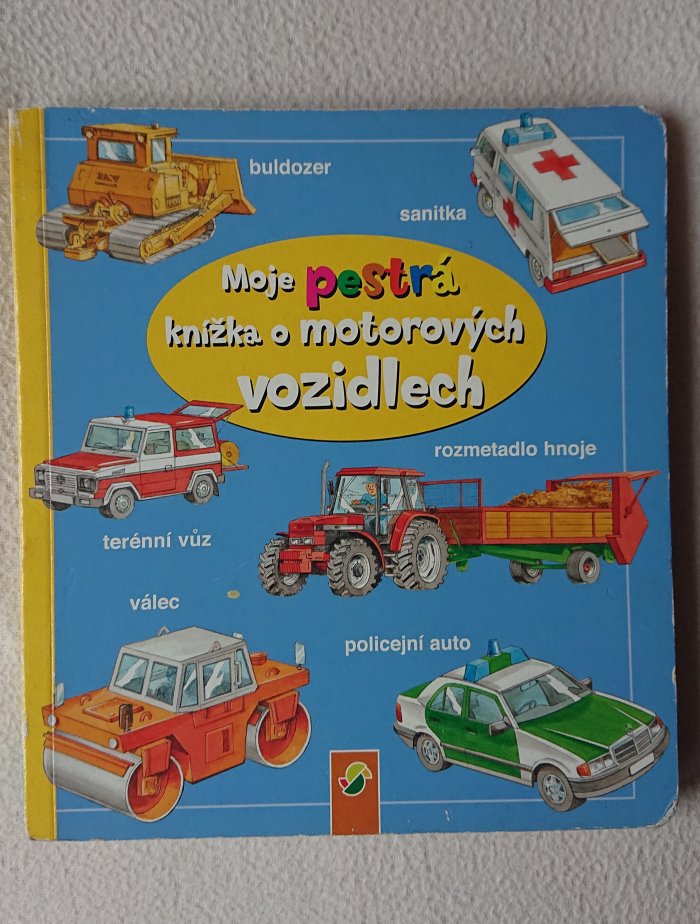 buldozer
sanitka
Moje pestrá
knížka o motorových
vozidlech
rozmetadlo hnoje
terénní vůz
válec
policejní auto